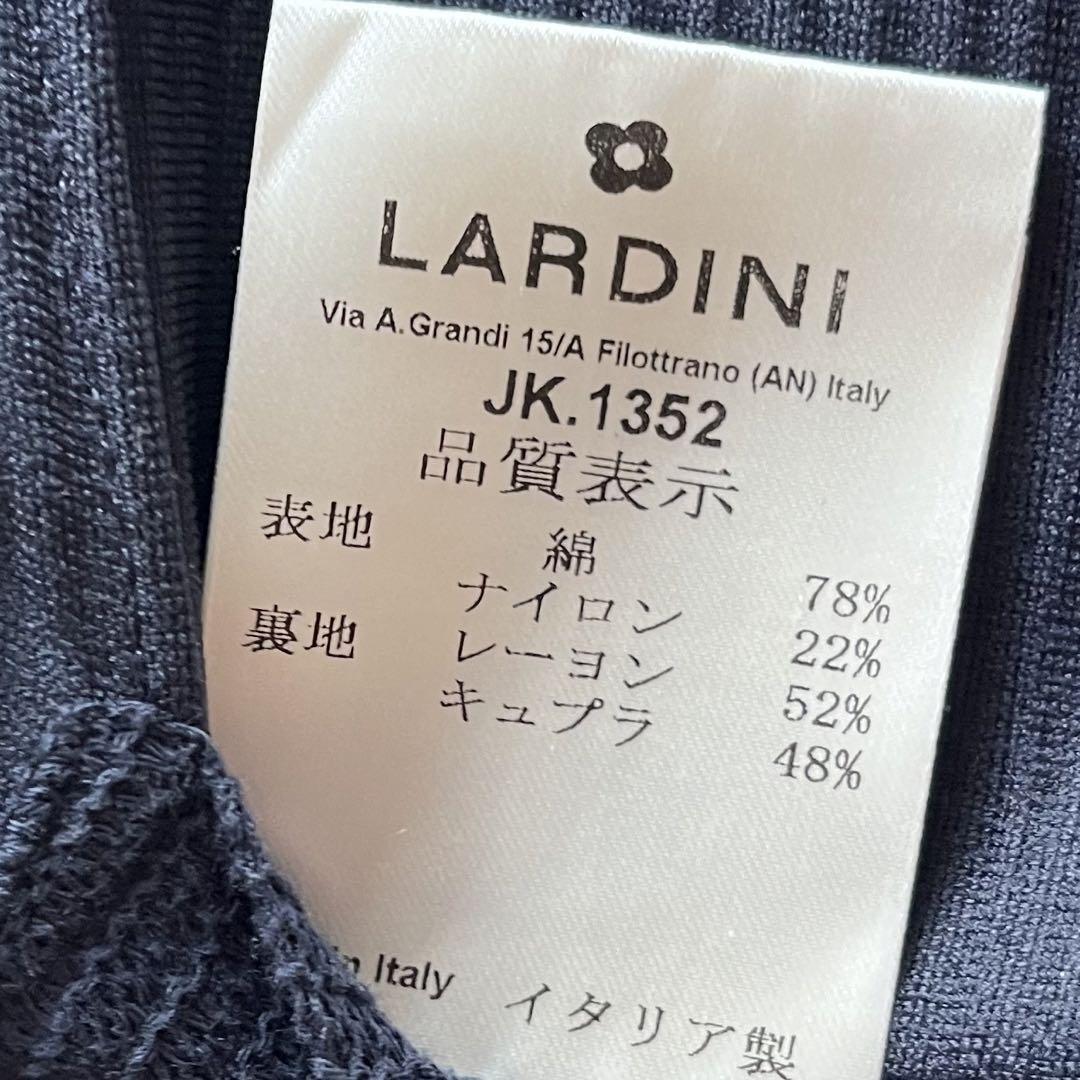 LARDINI
Via A.Grandi 15/A Filottrano (AN) Italy
JK.1352
品質表示
表地 綿 78%
ナイロン 22%
裏地 レーヨン 52%
キュプラ 48%
in Italy イタリア製